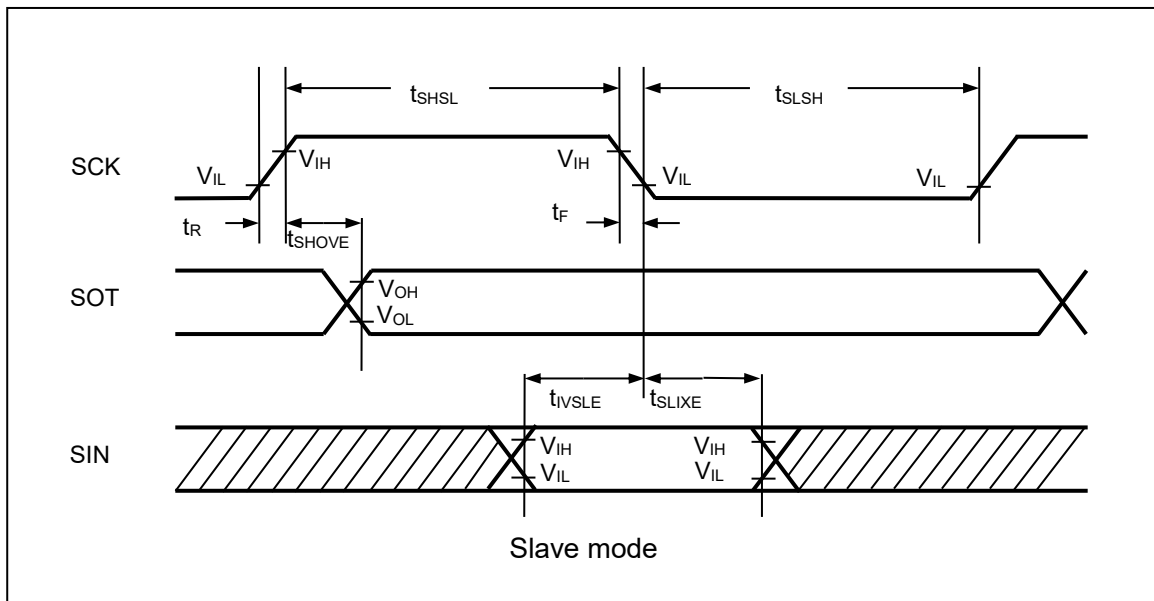 tSHSL tSLSH
SCK VIL VIH VIH VIL VIL
tR tSHOVE tF
SOT VOH
VOL
tIVSLE tSLIXE
SIN VIH VIH
VIL VIL
Slave mode